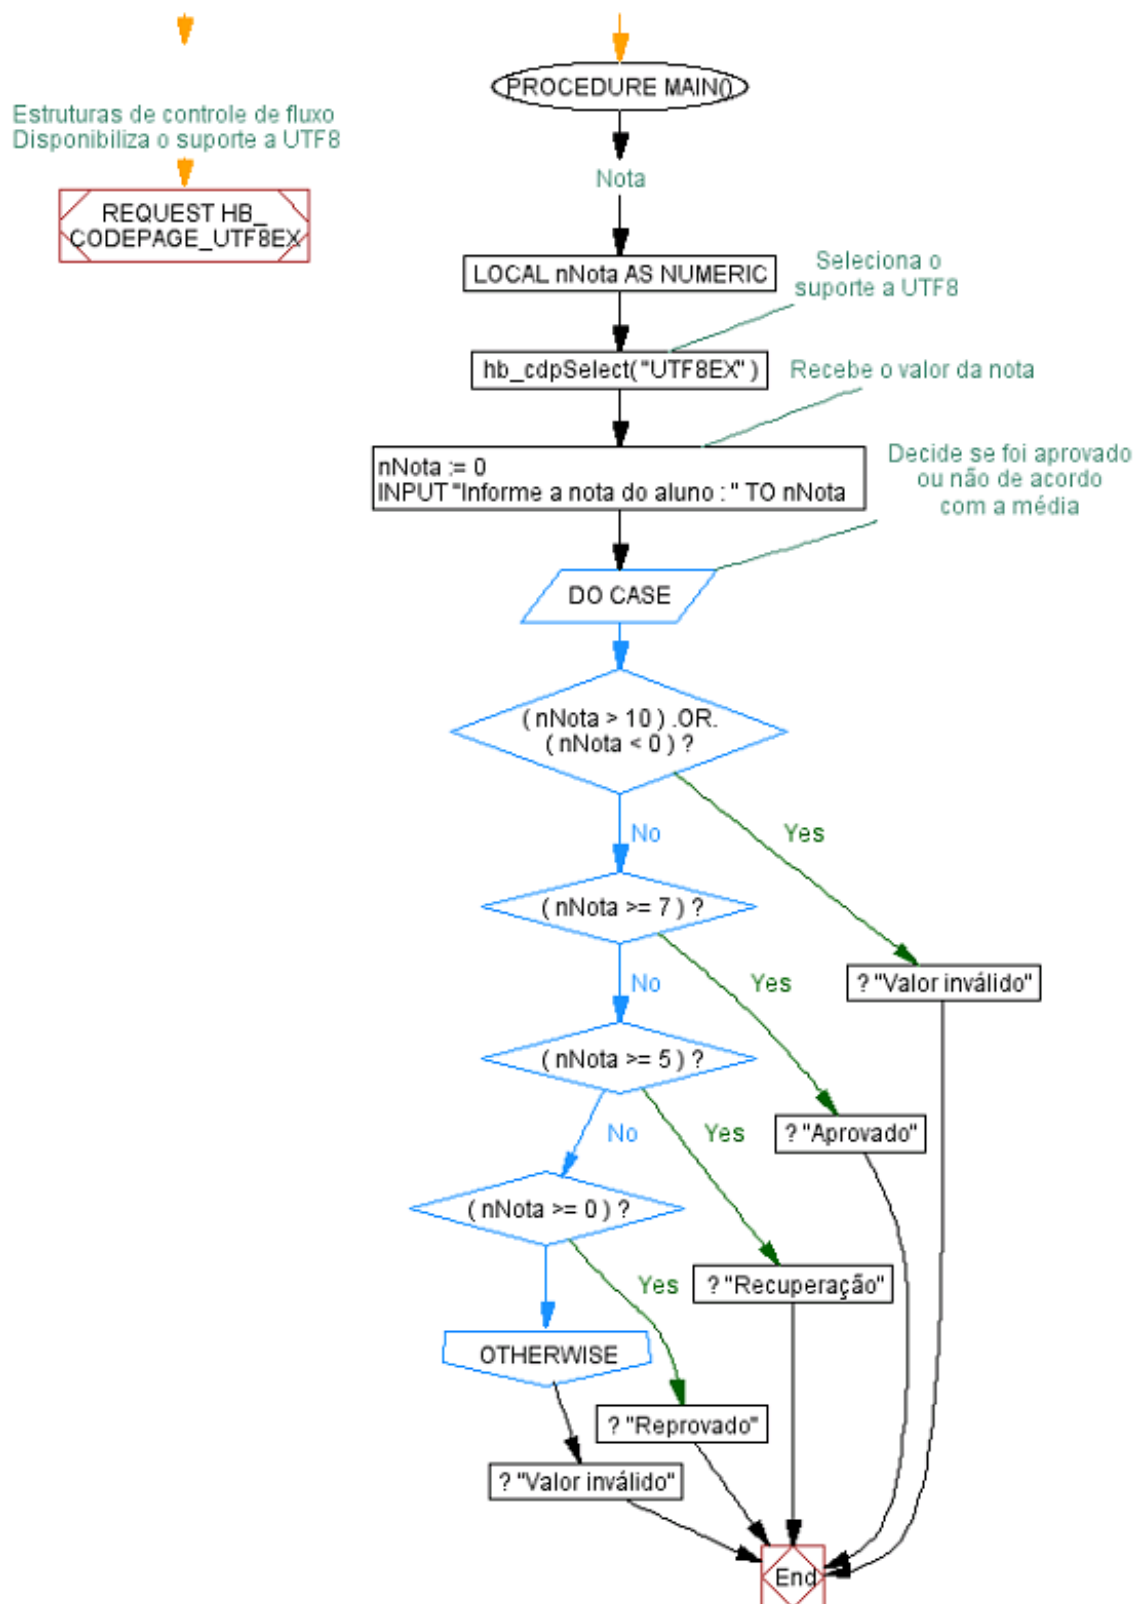 Estruturas de controle de fluxo
Disponibiliza o suporte a UTF8
REQUEST HB_
CODEPAGE_UTF8EX
PROCEDURE MAIN()
Nota
LOCAL nNota AS NUMERIC
Seleciona o
suporte a UTF8
hb_cdpSelect( "UTF8EX" )
Recebe o valor da nota
nNota := 0
INPUT "Informe a nota do aluno : " TO nNota
Decide se foi aprovado
ou não de acordo
com a média
DO CASE
( nNota > 10 ) .OR.
( nNota < 0 ) ?
No
Yes
( nNota >= 7 ) ?
? "Valor inválido"
No
Yes
( nNota >= 5 ) ?
? "Aprovado"
No
Yes
( nNota >= 0 ) ?
? "Recuperação"
Yes
OTHERWISE
? "Reprovado"
? "Valor inválido"
End